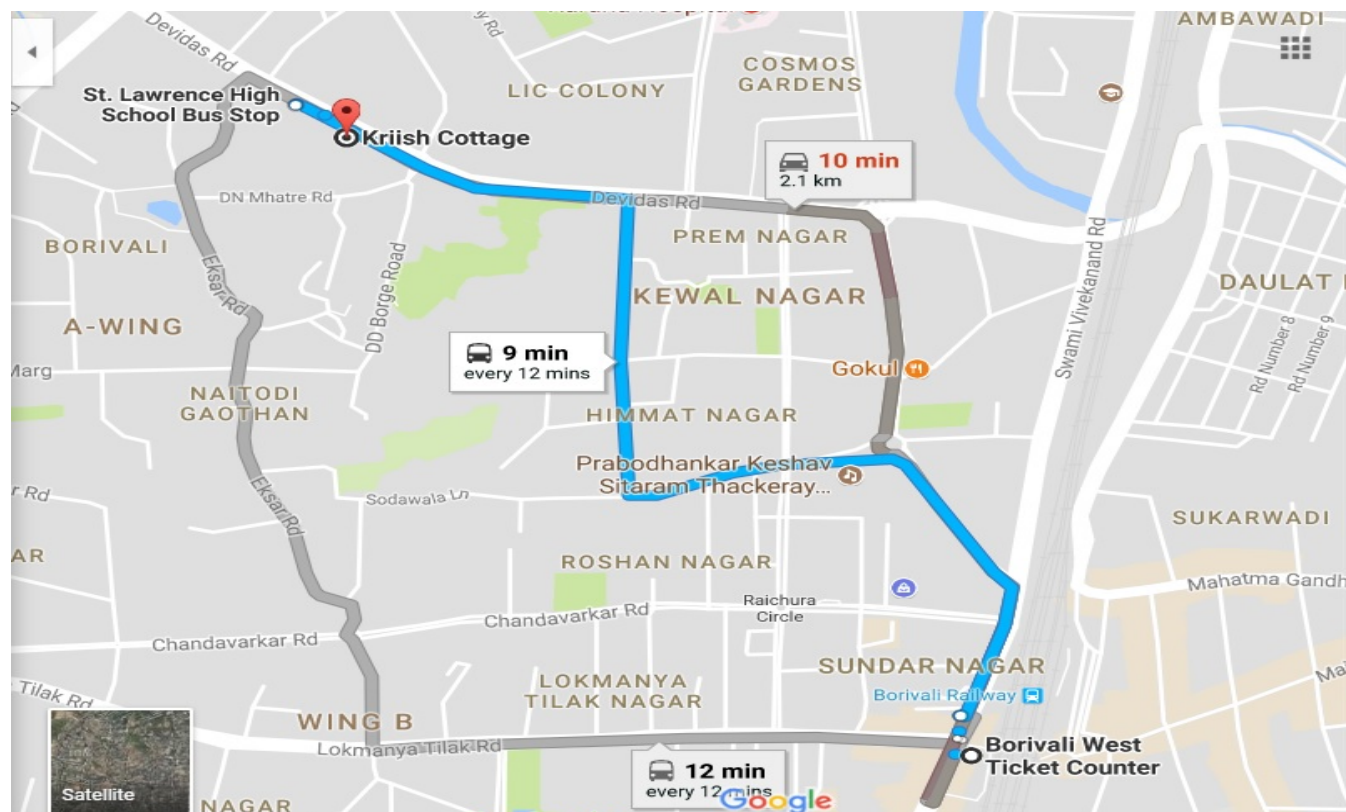 AMBAWADI
Devidas Rd
COSMOS
GARDENS
LIC COLONY
St. Lawrence High
School Bus Stop
Kriish Cottage
10 min
2.1 km
DN Mhatre Rd
Devidas Rd
PREM NAGAR
BORIVALI
Eksar Rd
DD Borge Road
KEWAL NAGAR
Swami Vivekanand Rd
DAULAT
A-WING
Rd Number 8
Rd Number 9
9 min
every 12 mins
Marg
Gokul
NAITODI
GAOTHAN
HIMMAT NAGAR
Prabodhankar Keshav
Sitaram Thackeray...
Eksar Rd
Sodawala Ln
r Rd
SUKARWADI
AR
ROSHAN NAGAR
Mahatma Gandh
Raichura
Circle
Chandavarkar Rd
Chandavarkar Rd
SUNDAR NAGAR
LOKMANYA
TILAK NAGAR
Borivali Railway
Tilak Rd
WING B
Lokmanya Tilak Rd
Borivali West
Ticket Counter
12 min
every 12 mins
Satellite
NAGAR
Google